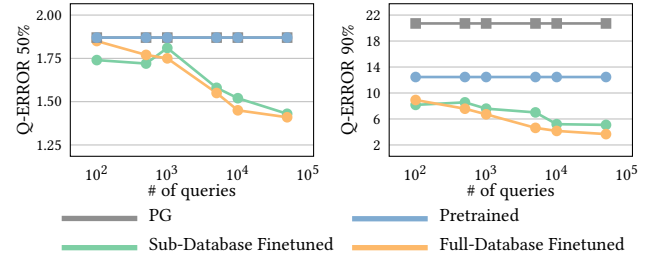 Q-ERROR 50%
2.00
1.75
1.50
1.25
10^2 10^3 10^4 10^5
# of queries
Q-ERROR 90%
22
18
14
10
6
2
10^2 10^3 10^4 10^5
# of queries
PG
Pretrained
Sub-Database Finetuned
Full-Database Finetuned